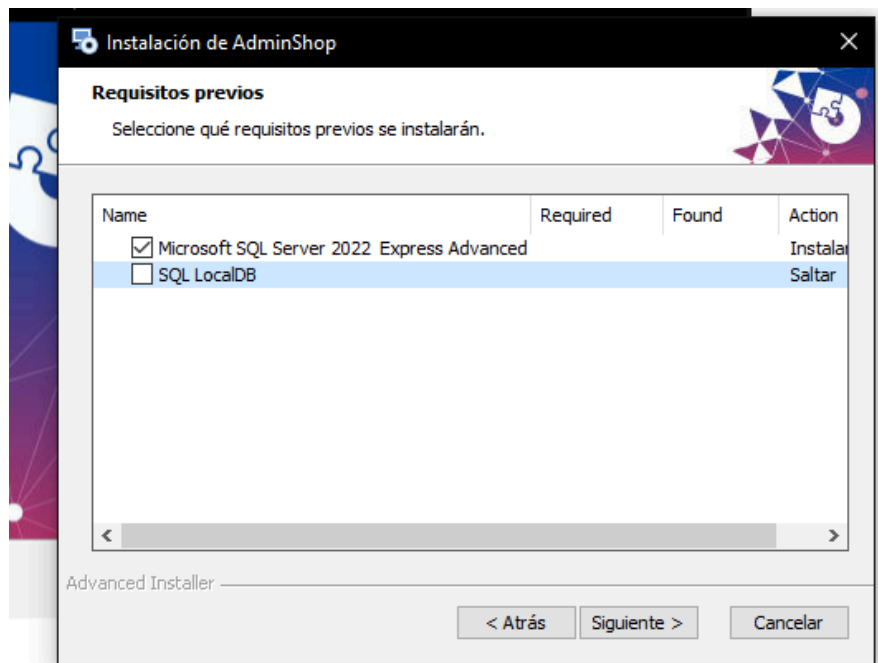 Instalación de AdminShop
Requisitos previos
Seleccione qué requisitos previos se instalarán.
Name Required Found Action
Microsoft SQL Server 2022 Express Advanced Instalar
SQL LocalDB Saltar
Advanced Installer
< Atrás Siguiente > Cancelar